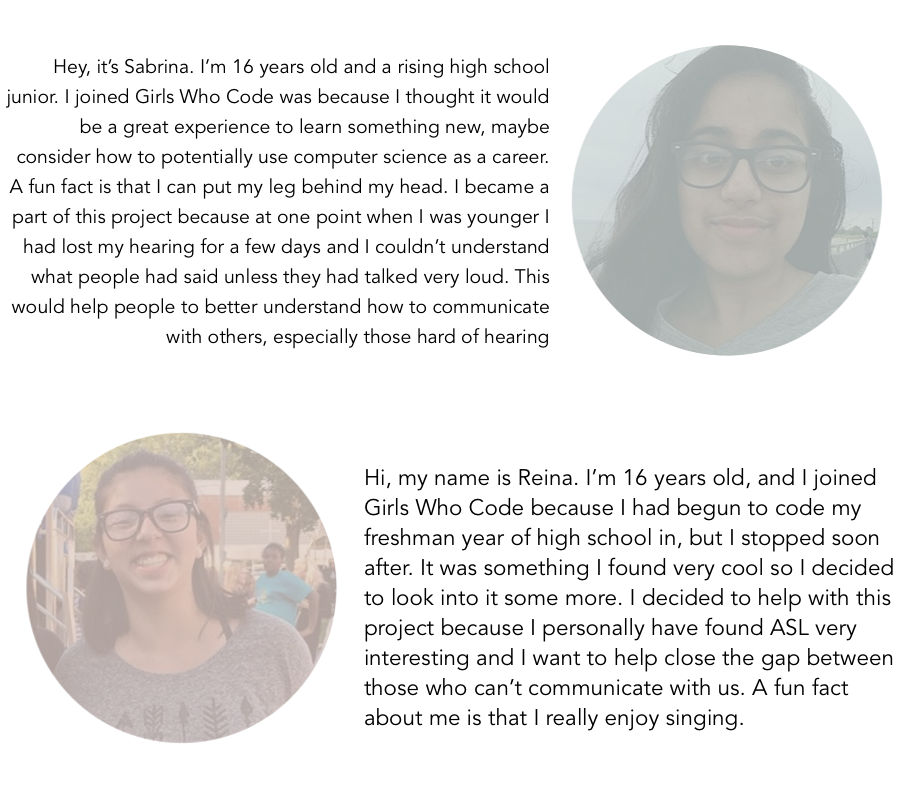 Hey, it’s Sabrina. I’m 16 years old and a rising high school
junior. I joined Girls Who Code was because I thought it would
be a great experience to learn something new, maybe
consider how to potentially use computer science as a career.
A fun fact is that I can put my leg behind my head. I became a
part of this project because at one point when I was younger I
had lost my hearing for a few days and I couldn’t understand
what people had said unless they had talked very loud. This
would help people to better understand how to communicate
with others, especially those hard of hearing
Hi, my name is Reina. I’m 16 years old, and I joined
Girls Who Code because I had begun to code my
freshman year of high school in, but I stopped soon
after. It was something I found very cool so I decided
to look into it some more. I decided to help with this
project because I personally have found ASL very
interesting and I want to help close the gap between
those who can’t communicate with us. A fun fact
about me is that I really enjoy singing.